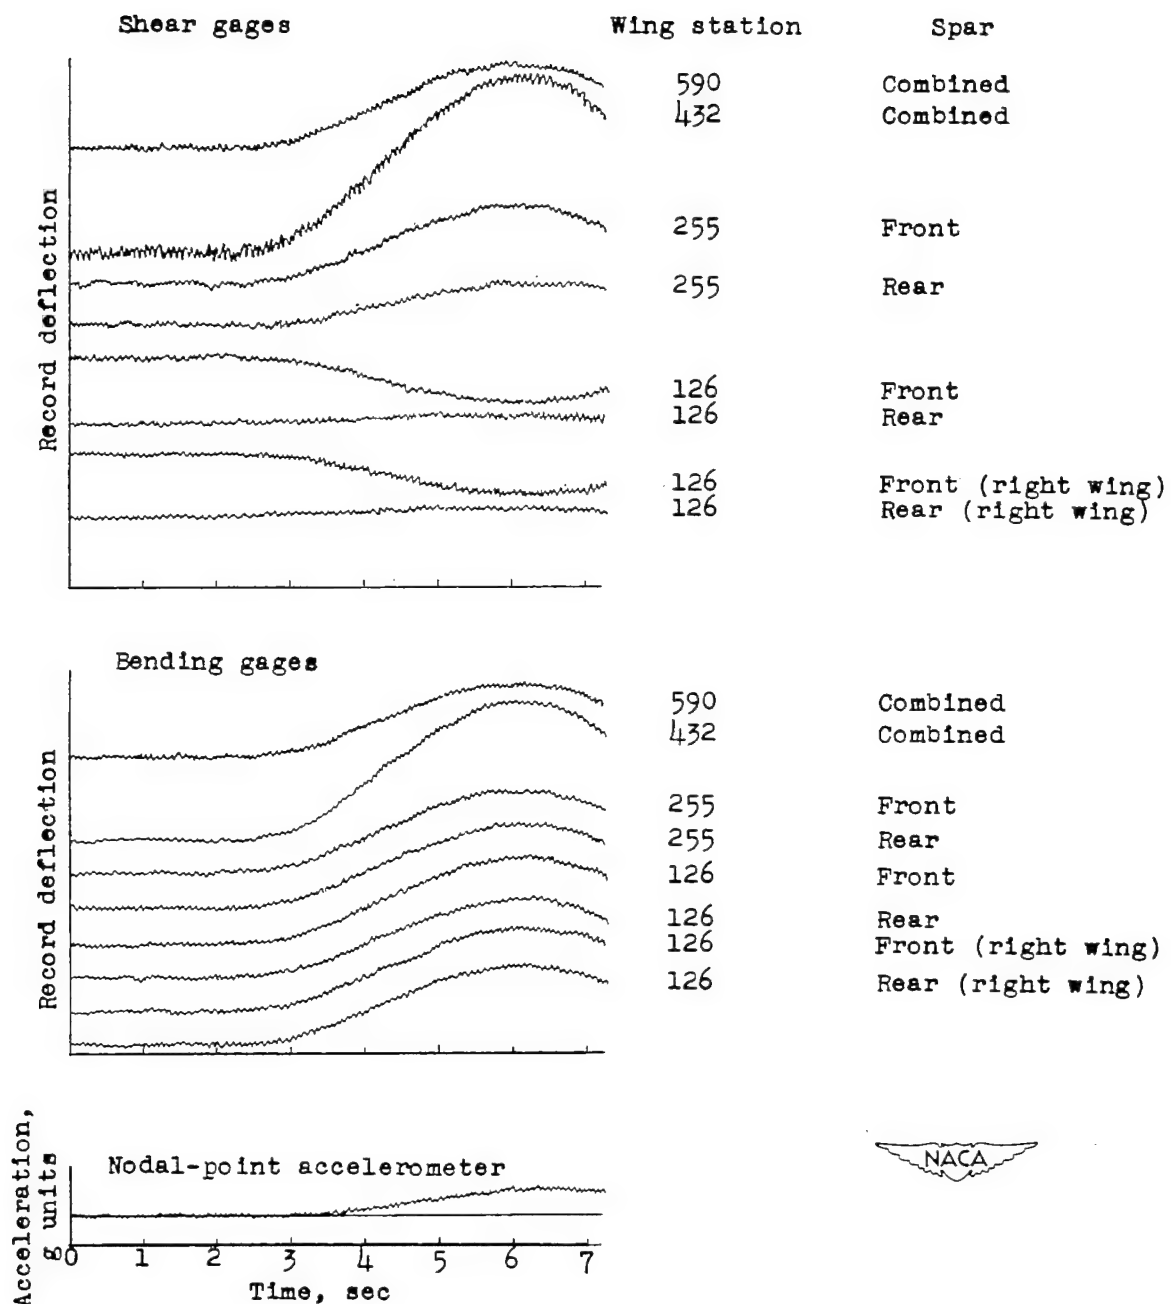 Shear gages Wing station Spar
590 Combined
432 Combined
255 Front
255 Rear
126 Front
126 Rear
126 Front (right wing)
126 Rear (right wing)
Record deflection
Bending gages
590 Combined
432 Combined
255 Front
255 Rear
126 Front
126 Rear
126 Front (right wing)
126 Rear (right wing)
Record deflection
Nodal-point accelerometer
Acceleration,
g units
NACA
0 1 2 3 4 5 6 7
Time, sec